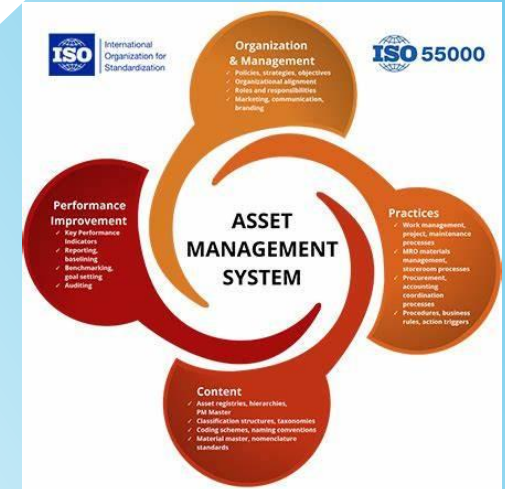 ISO
International
Organization for
Standardization
ISO 55000
Organization
& Management
✓ Policies, strategies, objectives
✓ Organizational alignment
✓ Roles and responsibilities
✓ Marketing, communication,
branding
Performance
Improvement
✓ Key Performance
Indicators
✓ Reporting,
baselining
✓ Benchmarking,
goal setting
✓ Auditing
ASSET
MANAGEMENT
SYSTEM
Practices
✓ Work management,
project, maintenance
processes
✓ MRO materials
management,
storeroom processes
✓ Procurement,
accounting
coordination
processes
✓ Procedures, business
rules, action triggers
Content
✓ Asset registries, hierarchies,
PM Master
✓ Classification structures, taxonomies
✓ Coding schemes, naming conventions
✓ Material master, nomenclature
standards